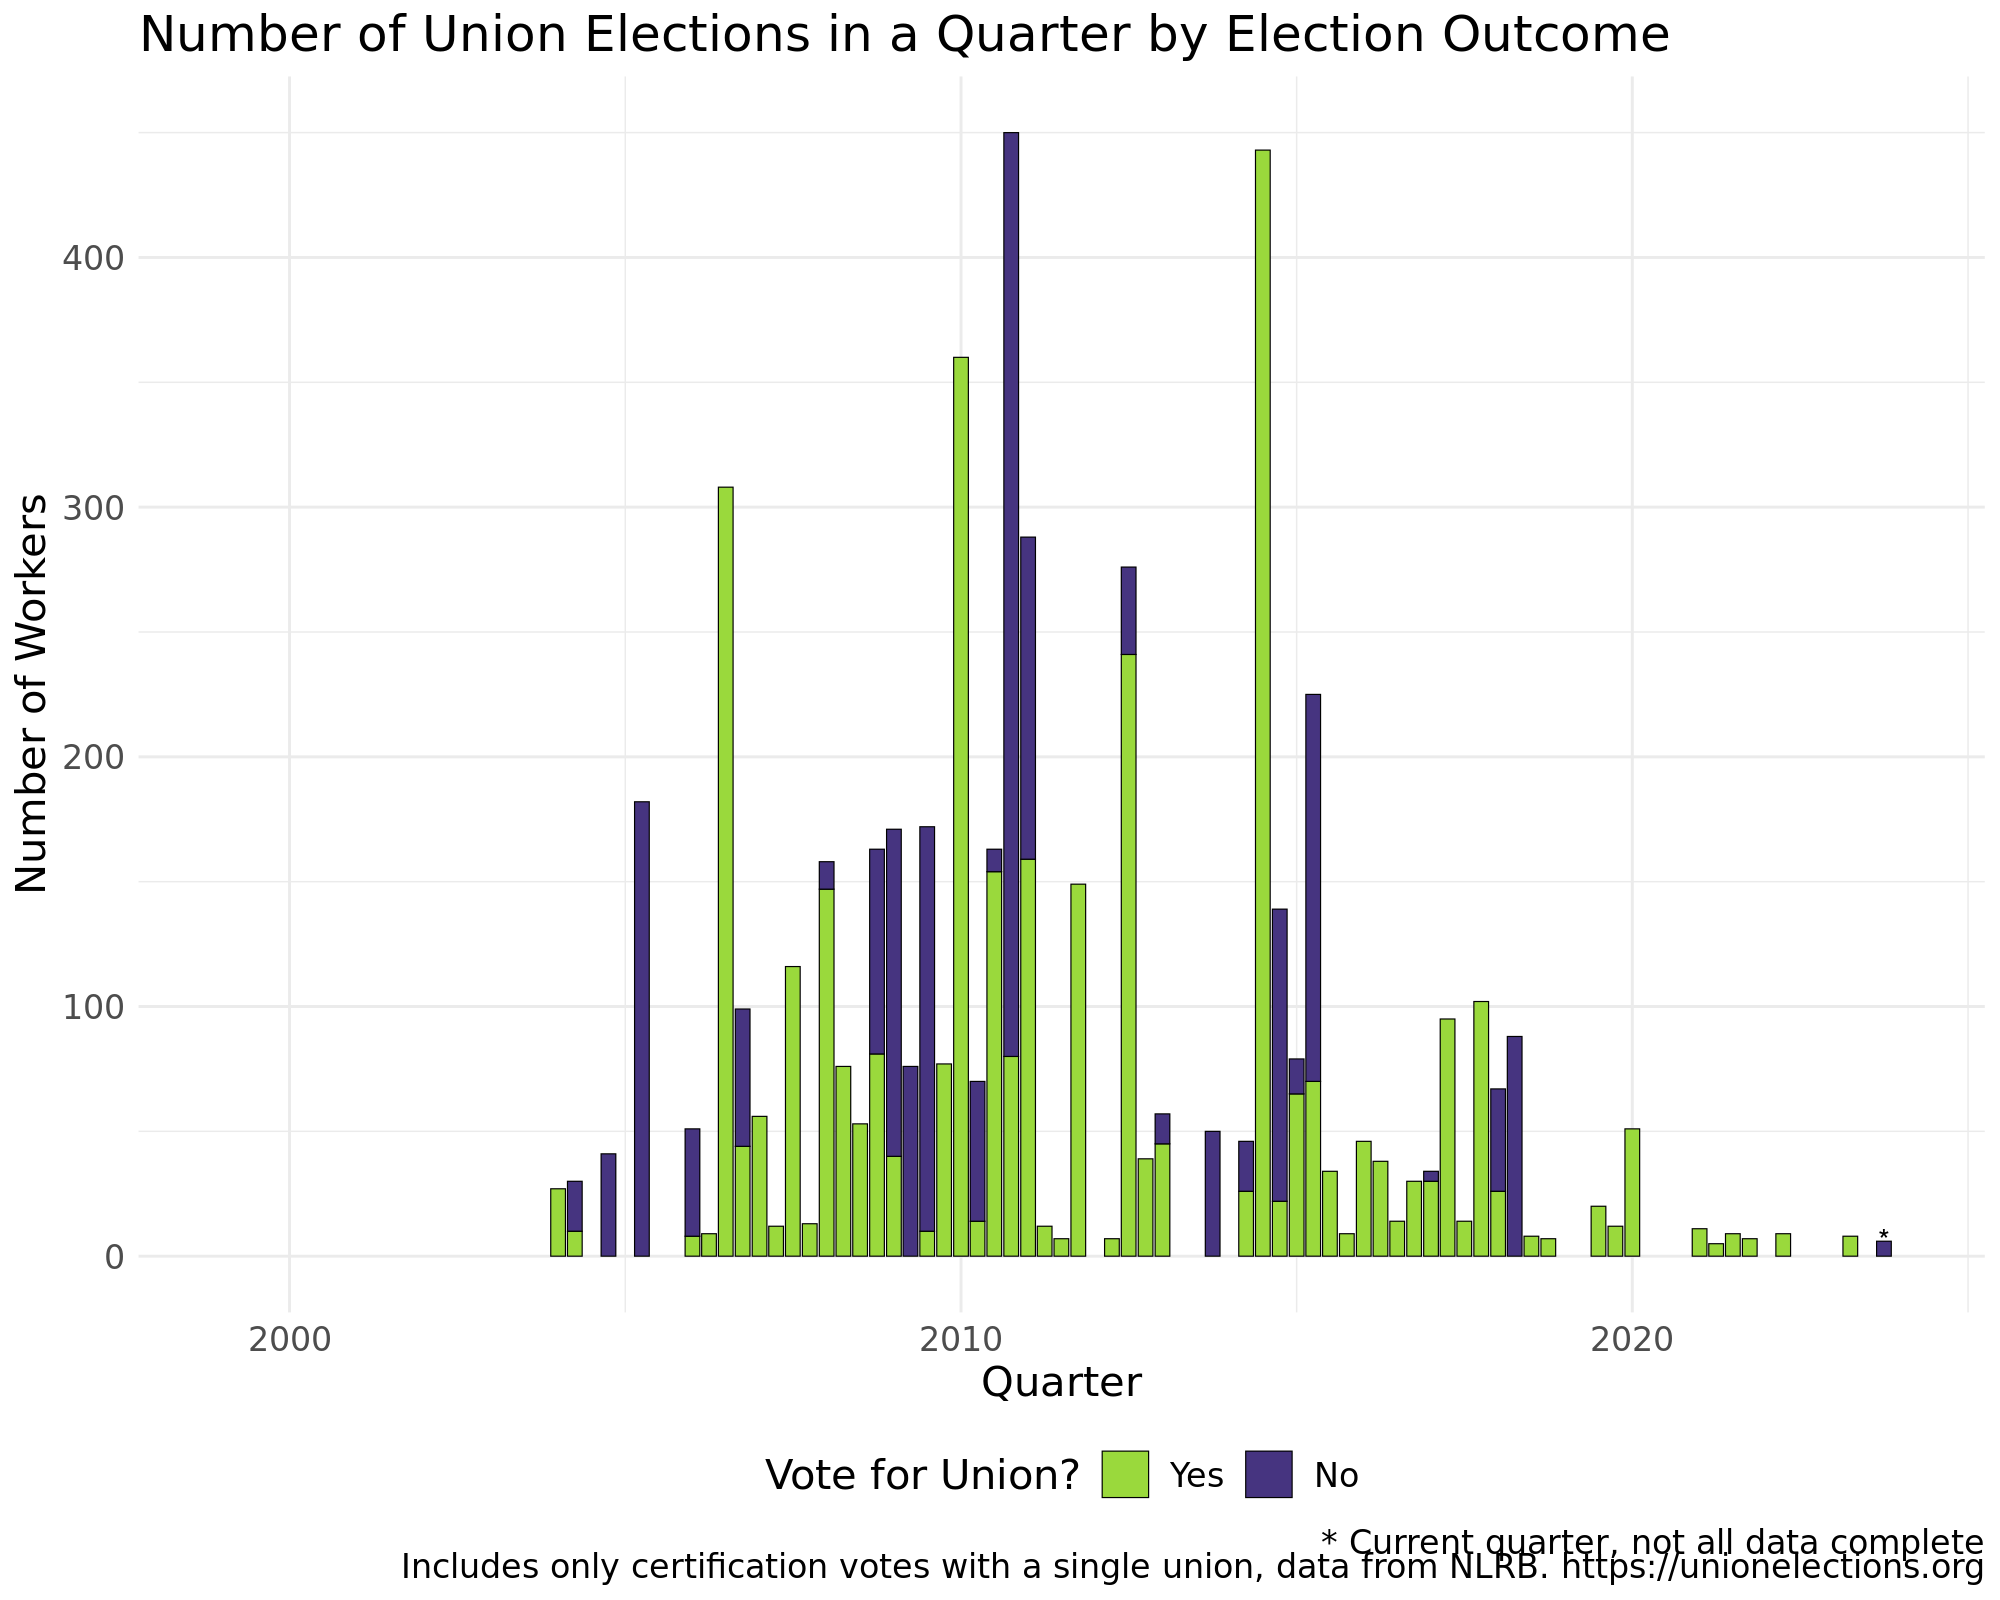 Number of Union Elections in a Quarter by Election Outcome
Number of Workers
400
300
200
100
0
*
2000 2010 2020
Quarter
Vote for Union? Yes No
* Current quarter, not all data complete
Includes only certification votes with a single union, data from NLRB. https://unionelections.org